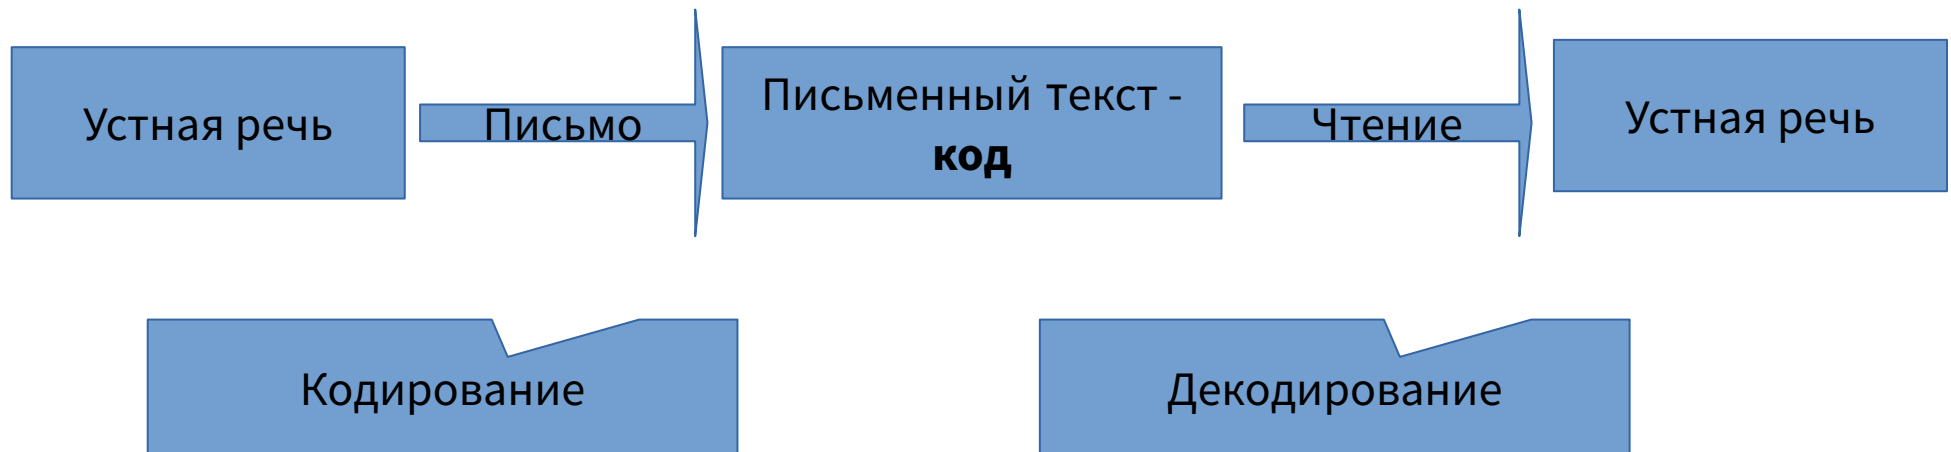 Устная речь
Письмо
Письменный текст -
код
Чтение
Устная речь
Кодирование
Декодирование